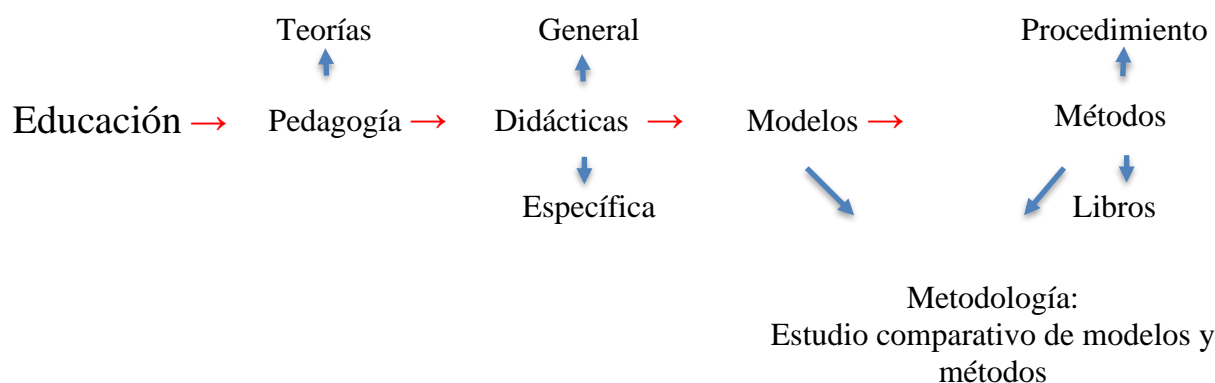 Teorías General Procedimiento
Educación → Pedagogía → Didácticas → Modelos → Métodos
Específica Libros
Metodología:
Estudio comparativo de modelos y
métodos